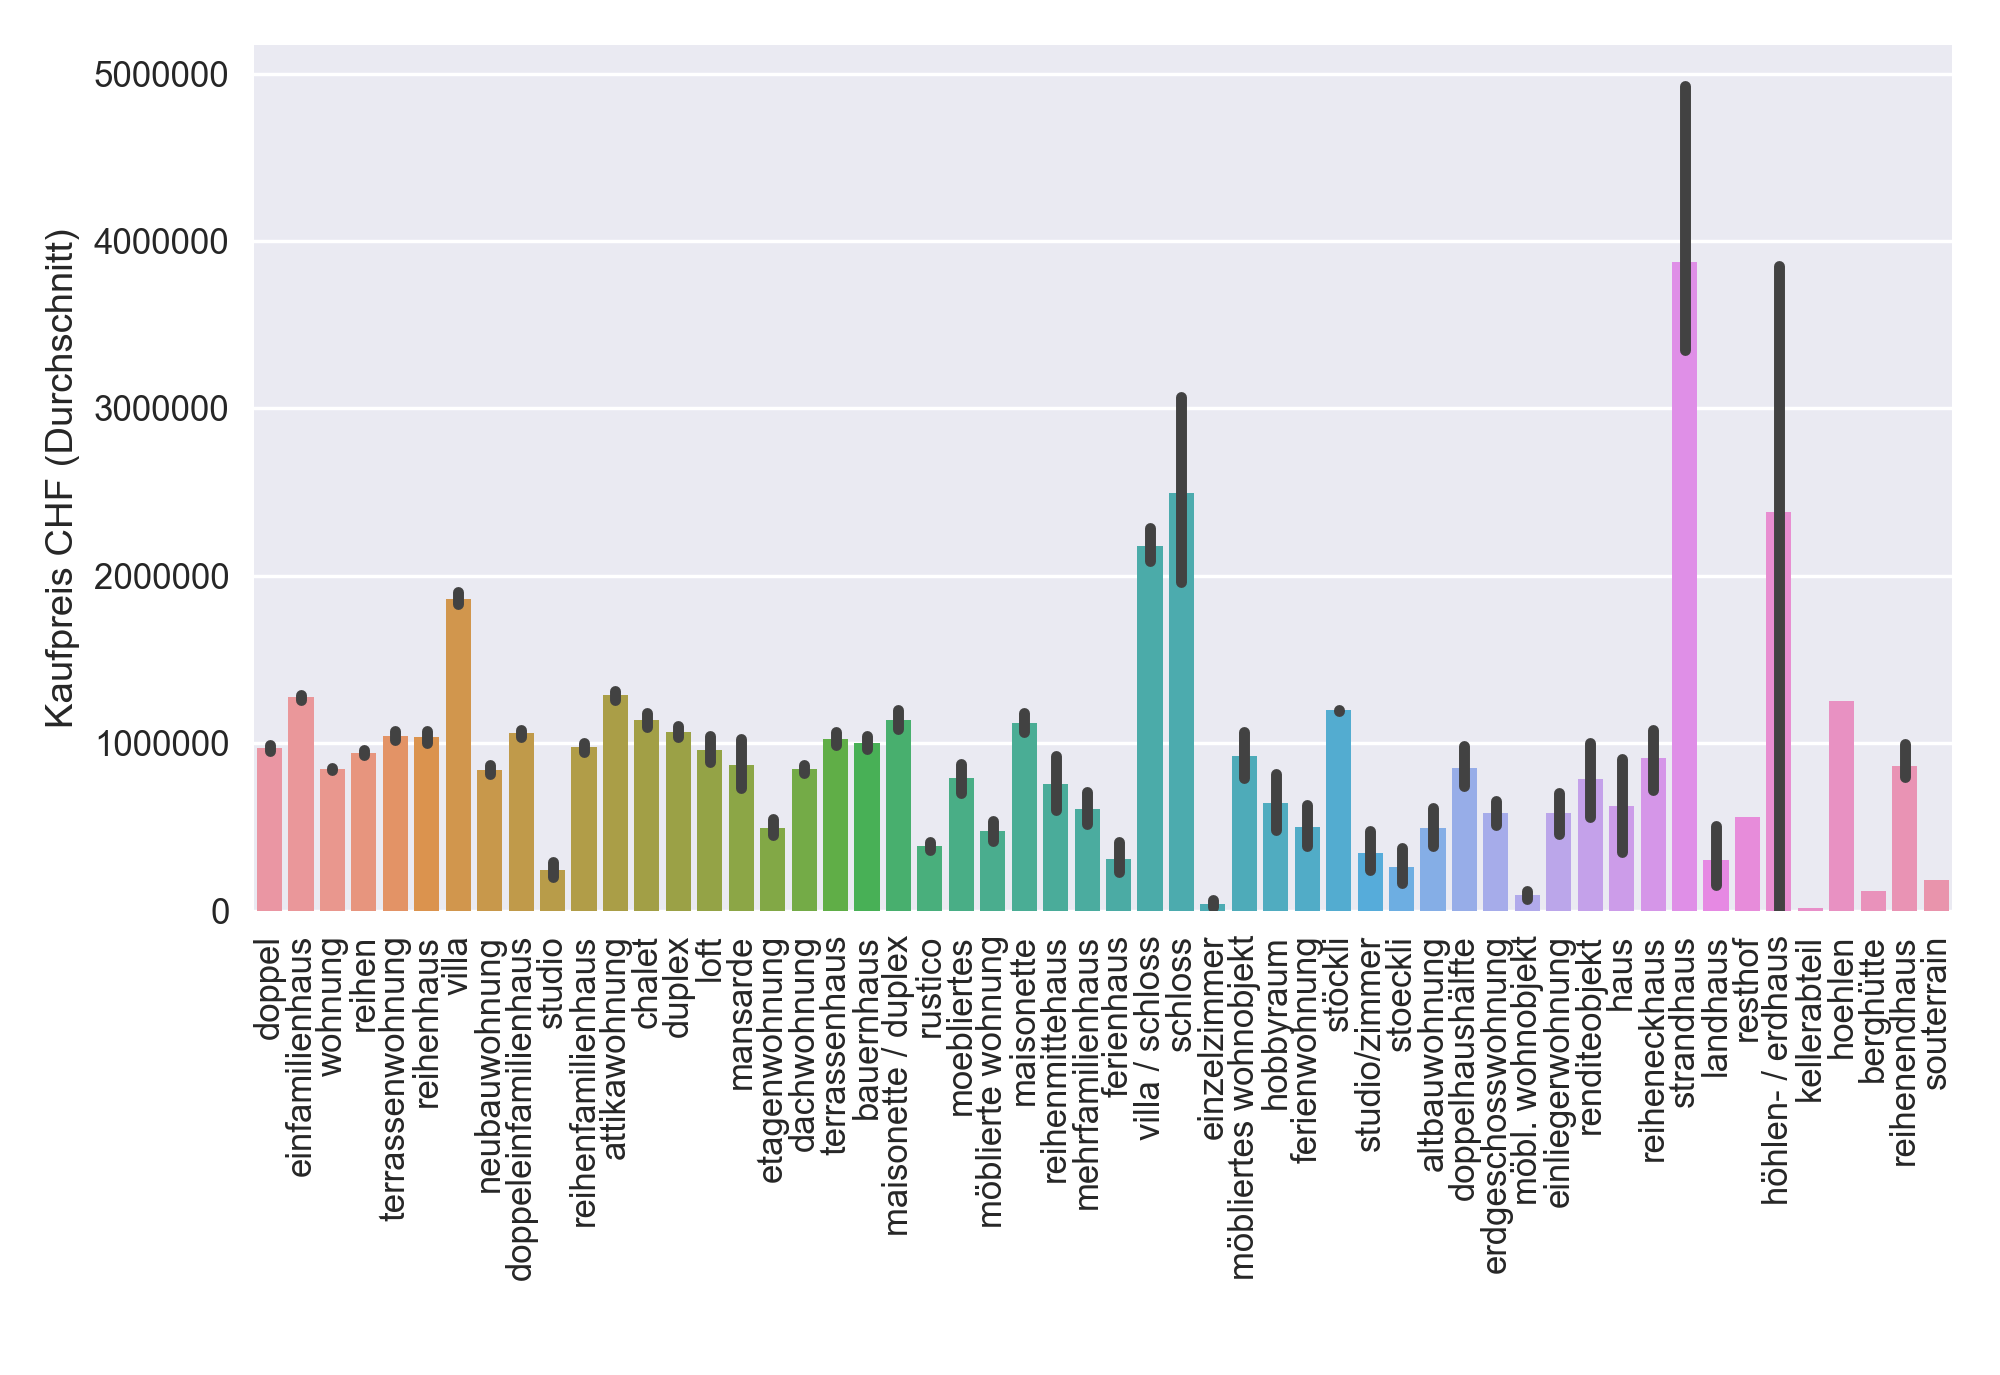 5000000
4000000
3000000
2000000
1000000
0
Kaufpreis CHF (Durchschnitt)
doppel
einfamilienhaus
wohnung
reihen
terrassenwohnung
reihenhaus
villa
neubauwohnung
doppeleinfamilienhaus
studio
reihenfamilienhaus
attikawohnung
chalet
duplex
loft
mansarde
etagenwohnung
dachwohnung
terrassenhaus
bauernhaus
maisonette / duplex
rustico
moebliertes
möblierte wohnung
maisonette
reihenmittehaus
mehrfamilienhaus
ferienhaus
villa / schloss
schloss
einzelzimmer
möbliertes wohnobjekt
hobbyraum
ferienwohnung
stöckli
studio/zimmer
stoeckli
altbauwohnung
doppelhaushälfte
erdgesschosswohnung
möbl. wohnobjekt
einliegerwohnung
renditeobjekt
haus
reiheneckhaus
strandhaus
landhaus
resthof
höhlen- / erdhaus
kellerabteil
hoehlen
berghütte
reihenendhaus
souterrain